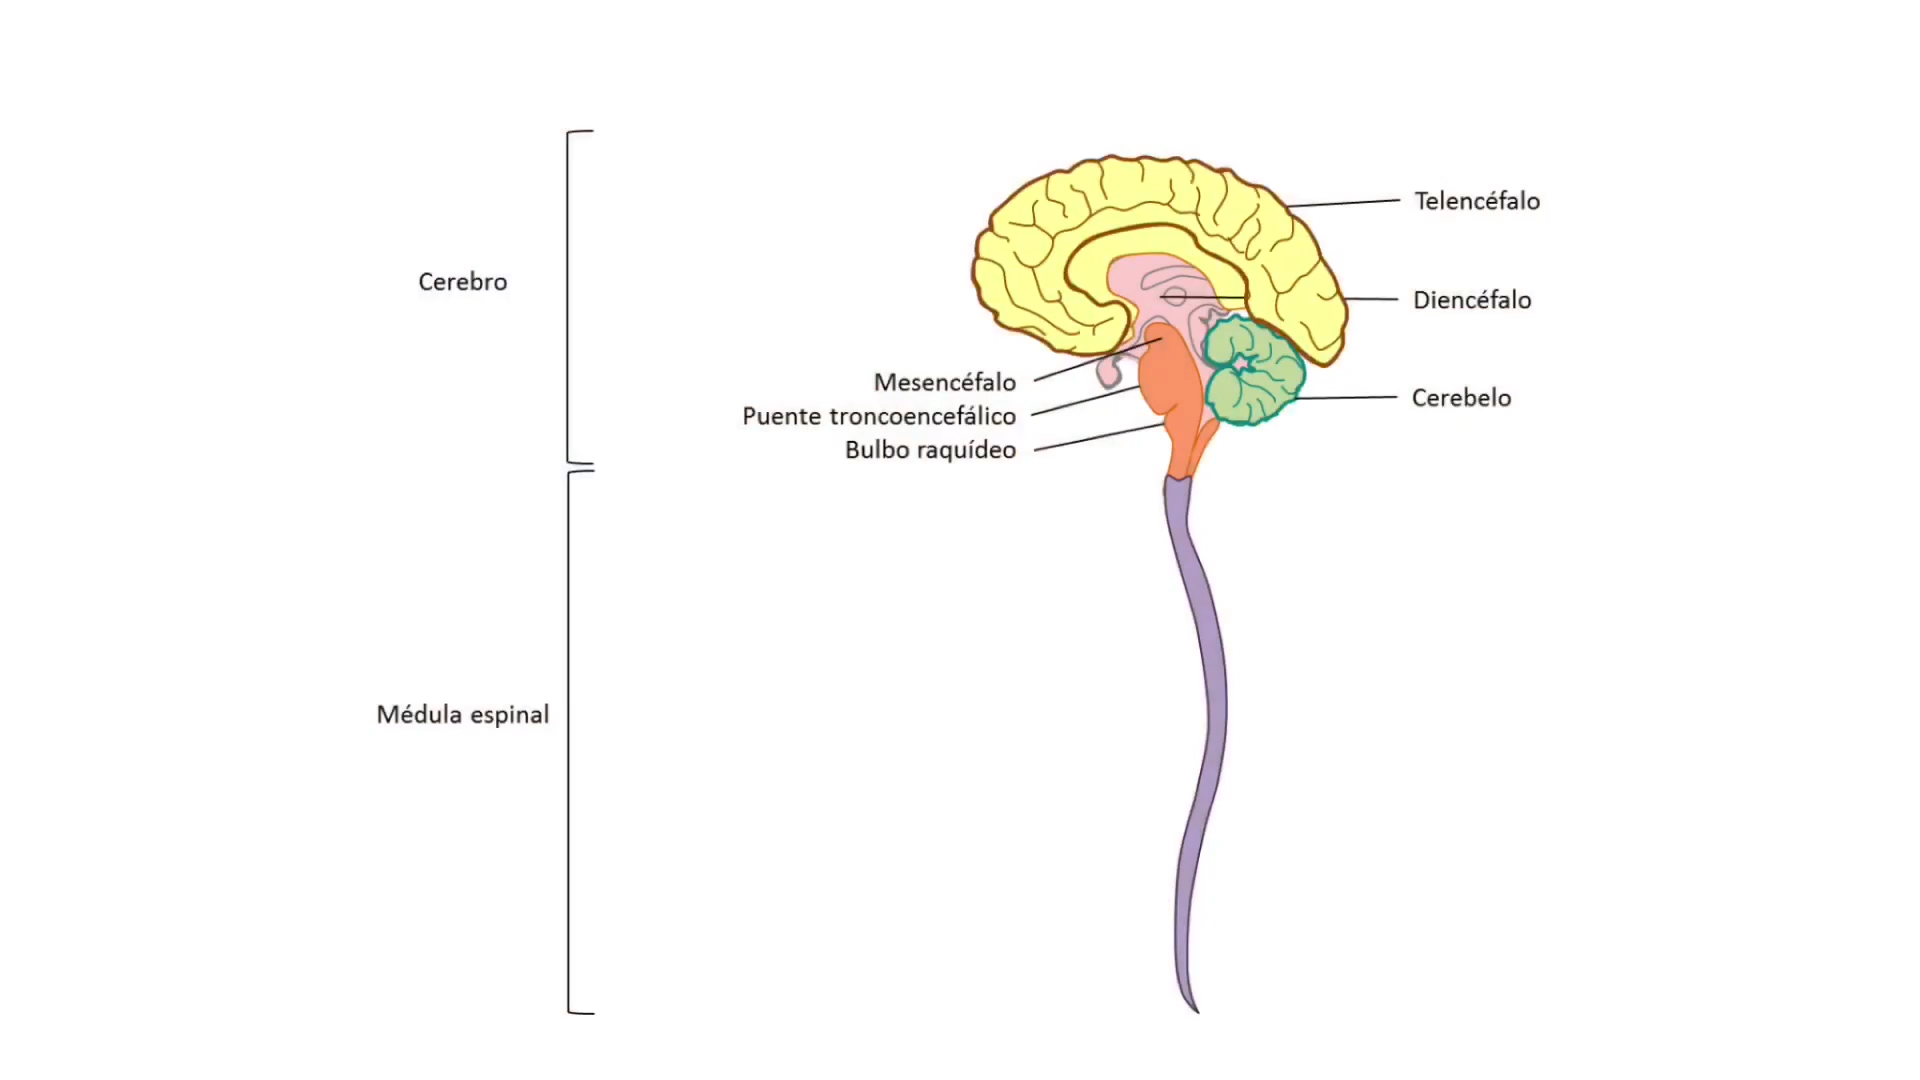 Telencéfalo
Cerebro
Diencéfalo
Mesencéfalo
Puente troncoencefálico
Cerebelo
Bulbo raquídeo
Médula espinal